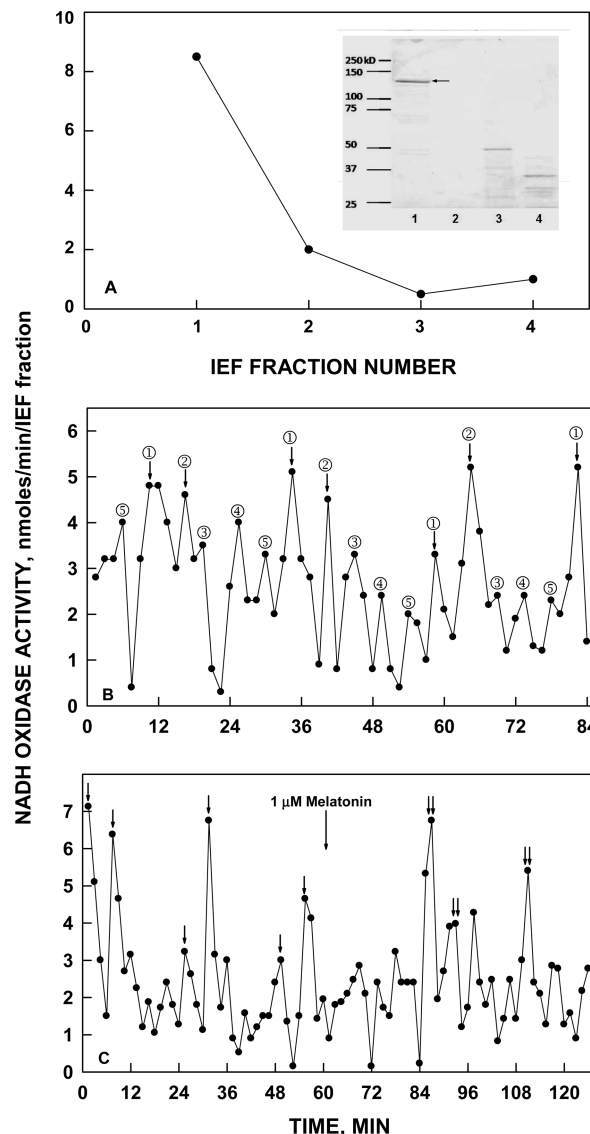 NADH OXIDASE ACTIVITY, nmoles/min/IEF fraction
10
8
6
4
2
0
A
250 kD
150
100
75
50
37
25
1 2 3 4
0 1 2 3 4
IEF FRACTION NUMBER
6
5
4
3
2
1
0
B
⑤ ① ② ③ ④ ⑤ ① ② ③ ④ ⑤ ① ② ③ ④ ⑤ ①
0 12 24 36 48 60 72 84
7
6
5
4
3
2
1
0
C
1 μM Melatonin
0 12 24 36 48 60 72 84 96 108 120
TIME, MIN